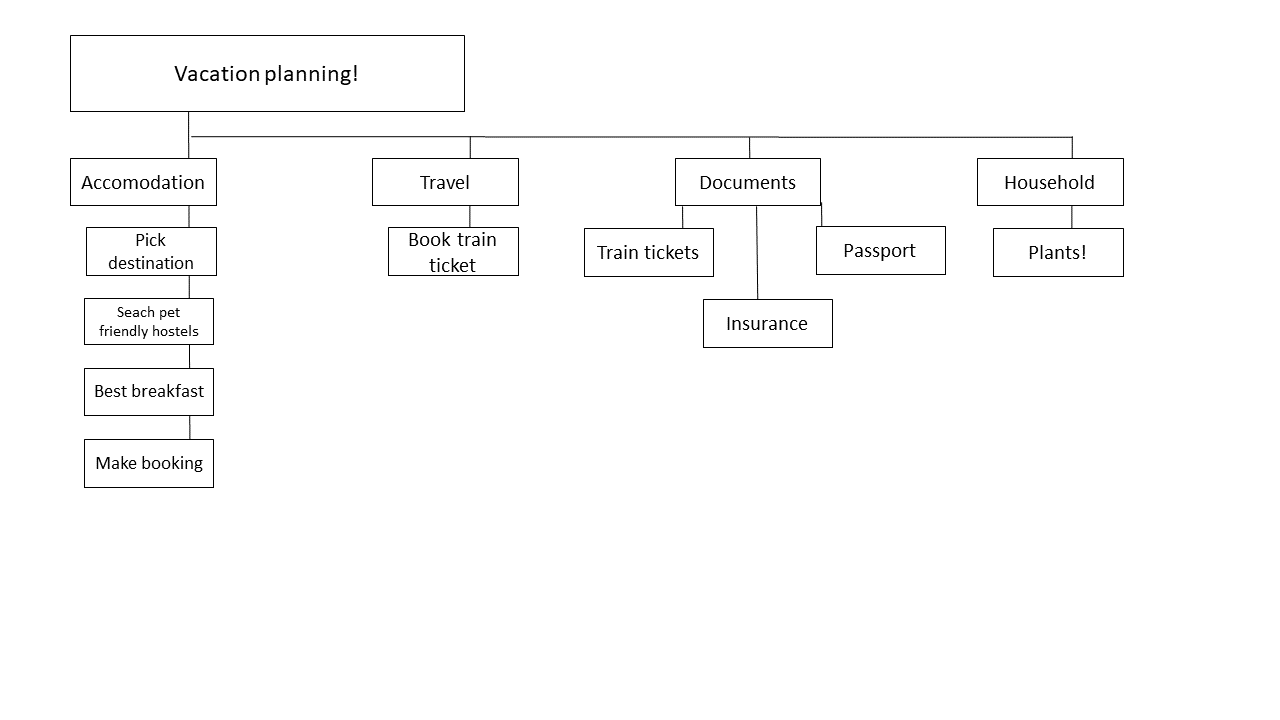 Vacation planning!
Accomodation
Travel
Documents
Household
Pick
destination
Book train
ticket
Train tickets
Passport
Plants!
Seach pet
friendly hostels
Insurance
Best breakfast
Make booking